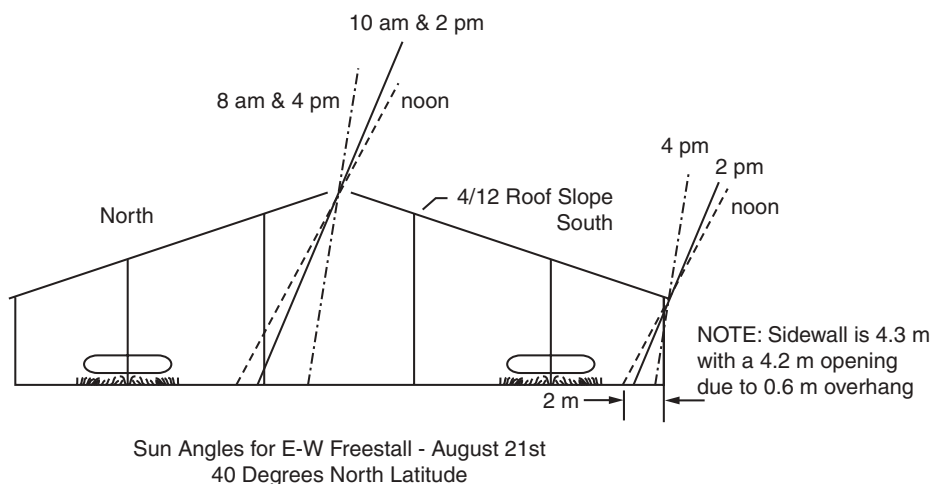 10 am & 2 pm
8 am & 4 pm
noon
4 pm
2 pm
noon
North
4/12 Roof Slope
South
NOTE: Sidewall is 4.3 m
with a 4.2 m opening
due to 0.6 m overhang
2 m
Sun Angles for E-W Freestall - August 21st
40 Degrees North Latitude